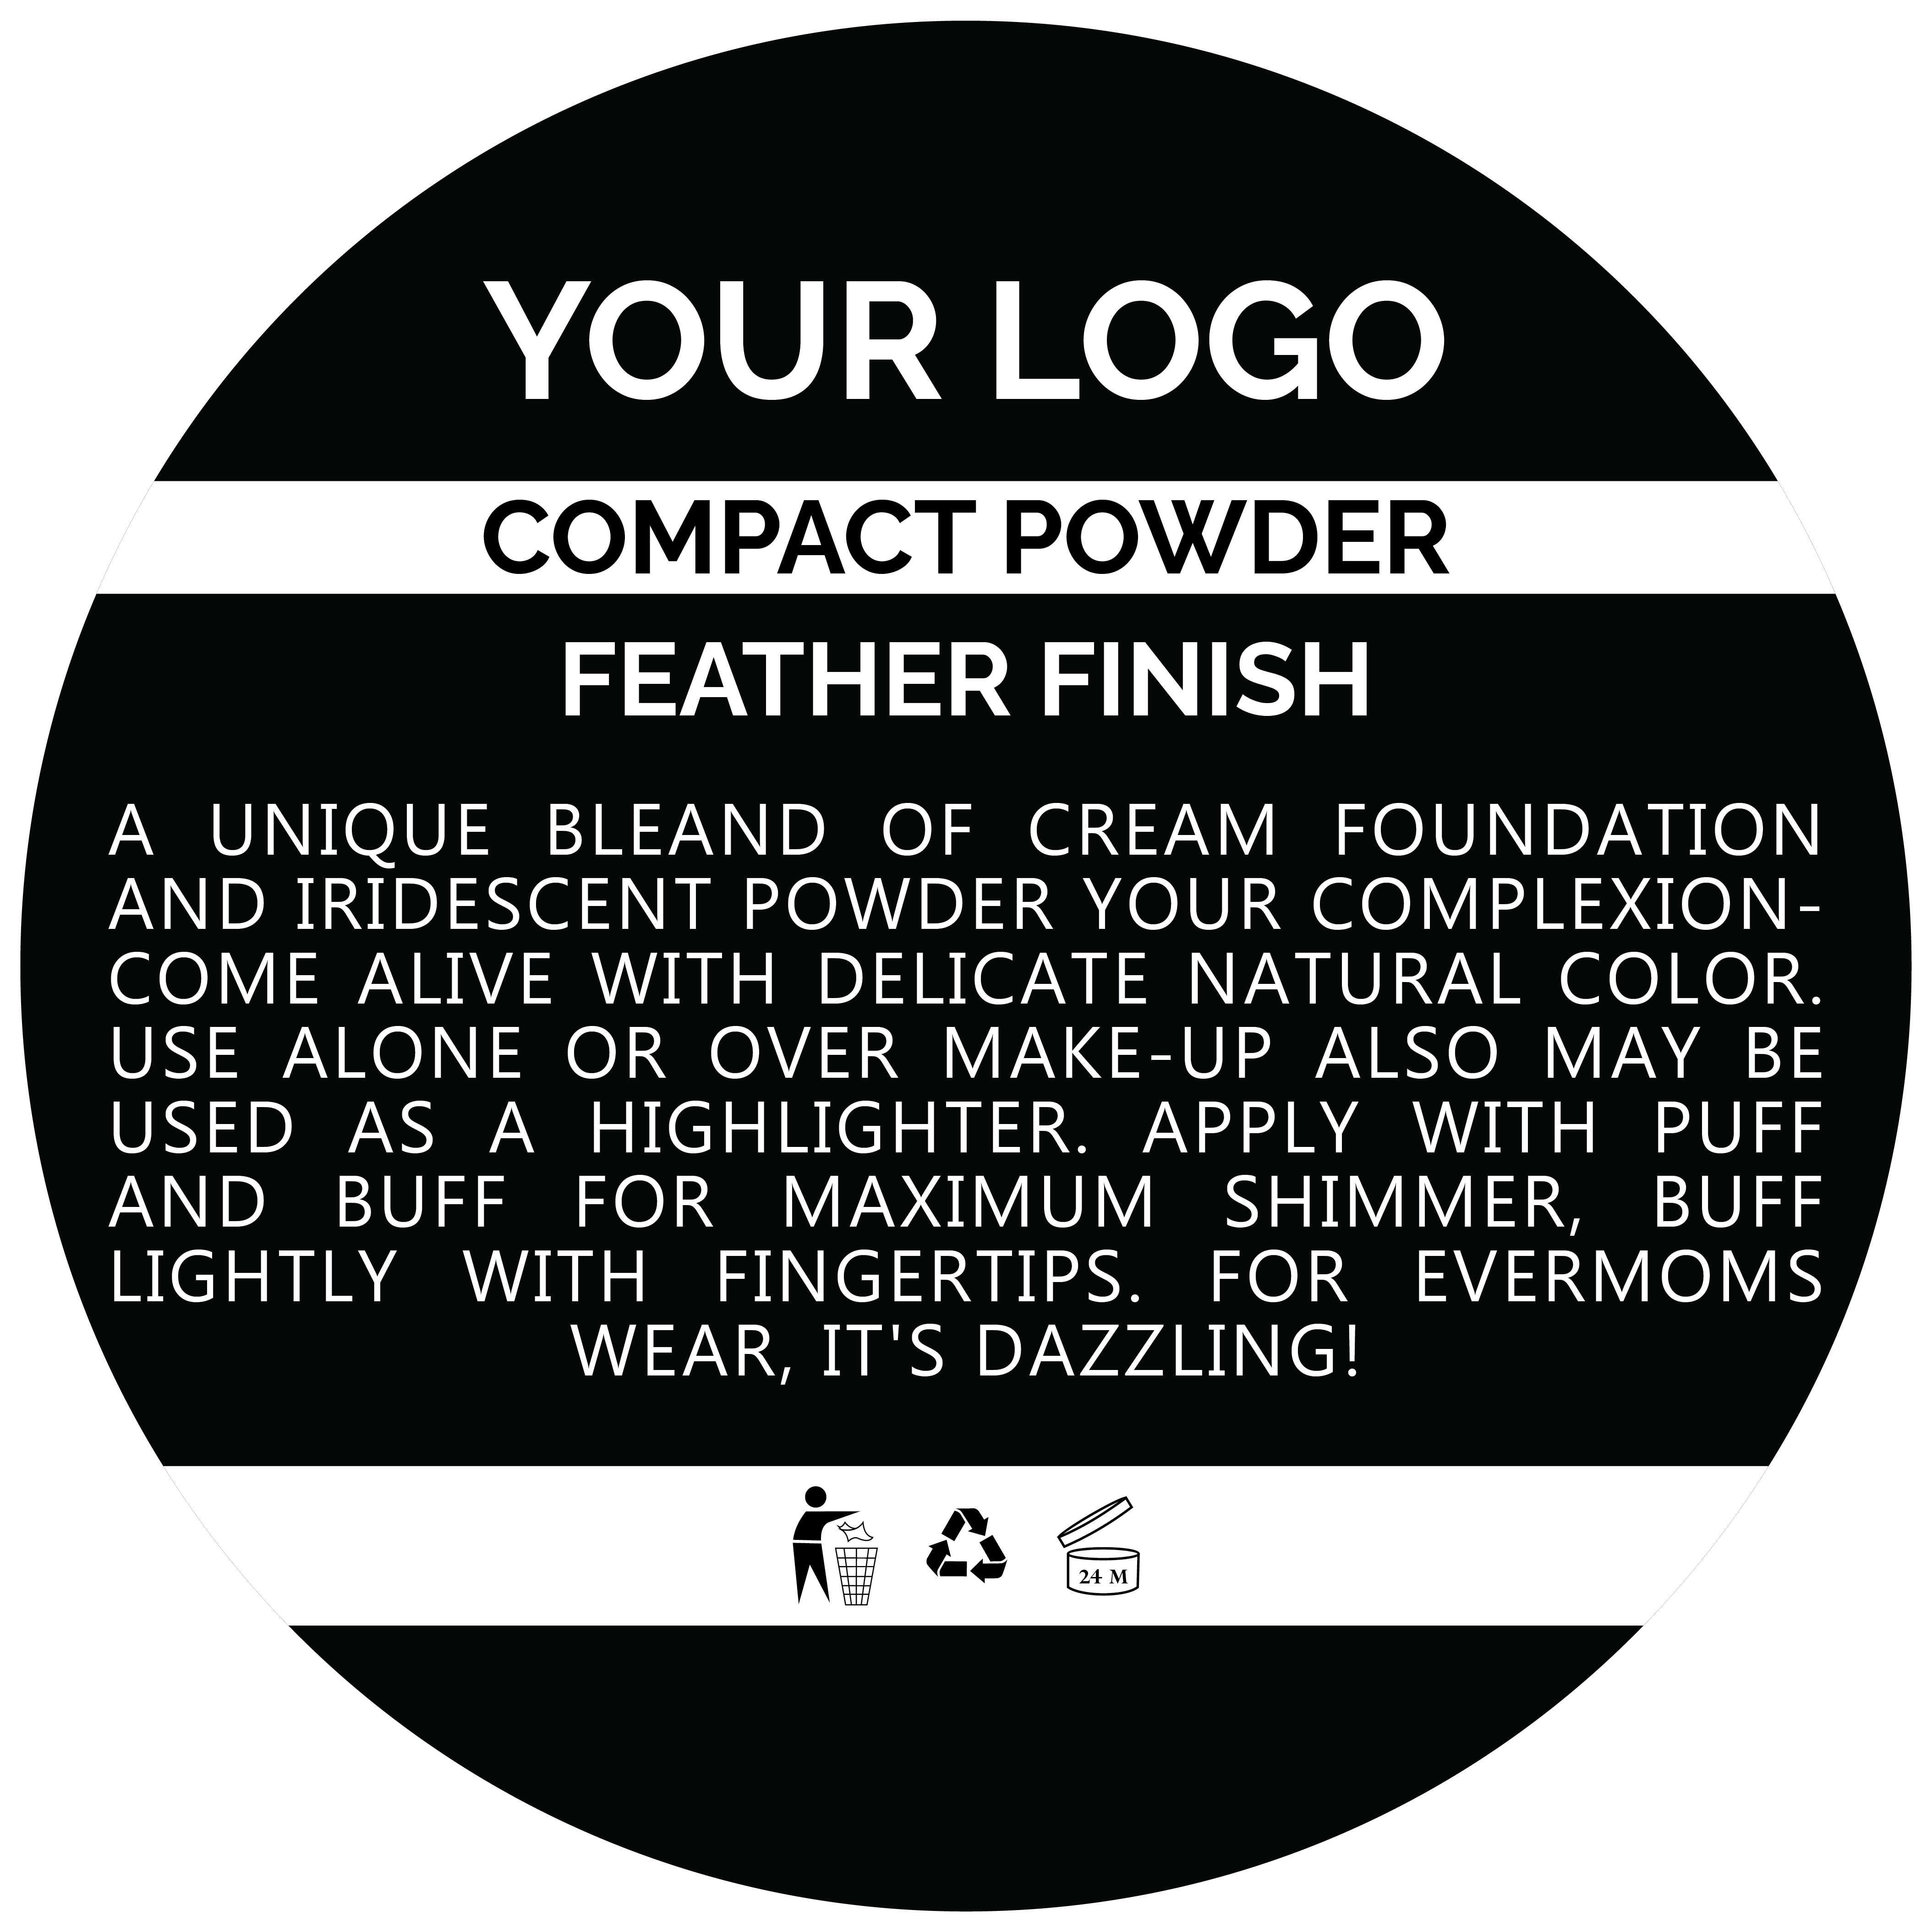 YOUR LOGO
COMPACT POWDER
FEATHER FINISH
A UNIQUE BLEAND OF CREAM FOUNDATION
AND IRIDESCENT POWDER YOUR COMPLEXION-
COME ALIVE WITH DELICATE NATURAL COLOR.
USE ALONE OR OVER MAKE-UP ALSO MAY BE
USED AS A HIGHLIGHTER. APPLY WITH PUFF
AND BUFF FOR MAXIMUM SHIMMER, BUFF
LIGHTLY WITH FINGERTIPS. FOR EVERMOMS
WEAR, IT'S DAZZLING!
24 M